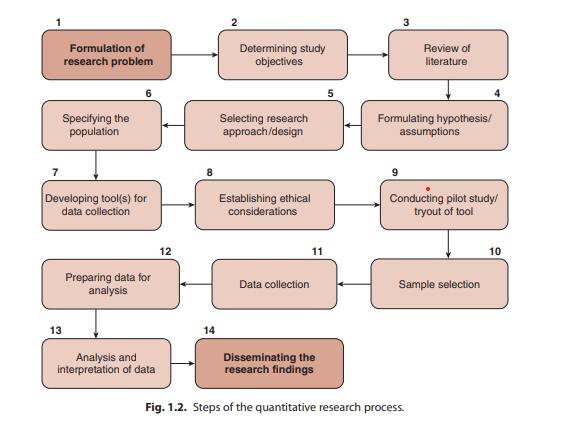 1
Formulation of
research problem
2
Determining study
objectives
3
Review of
literature
4
Formulating hypothesis/
assumptions
5
Selecting research
approach/design
6
Specifying the
population
7
Developing tool(s) for
data collection
8
Establishing ethical
considerations
9
Conducting pilot study/
tryout of tool
10
Sample selection
11
Data collection
12
Preparing data for
analysis
13
Analysis and
interpretation of data
14
Disseminating the
research findings
Fig. 1.2. Steps of the quantitative research process.